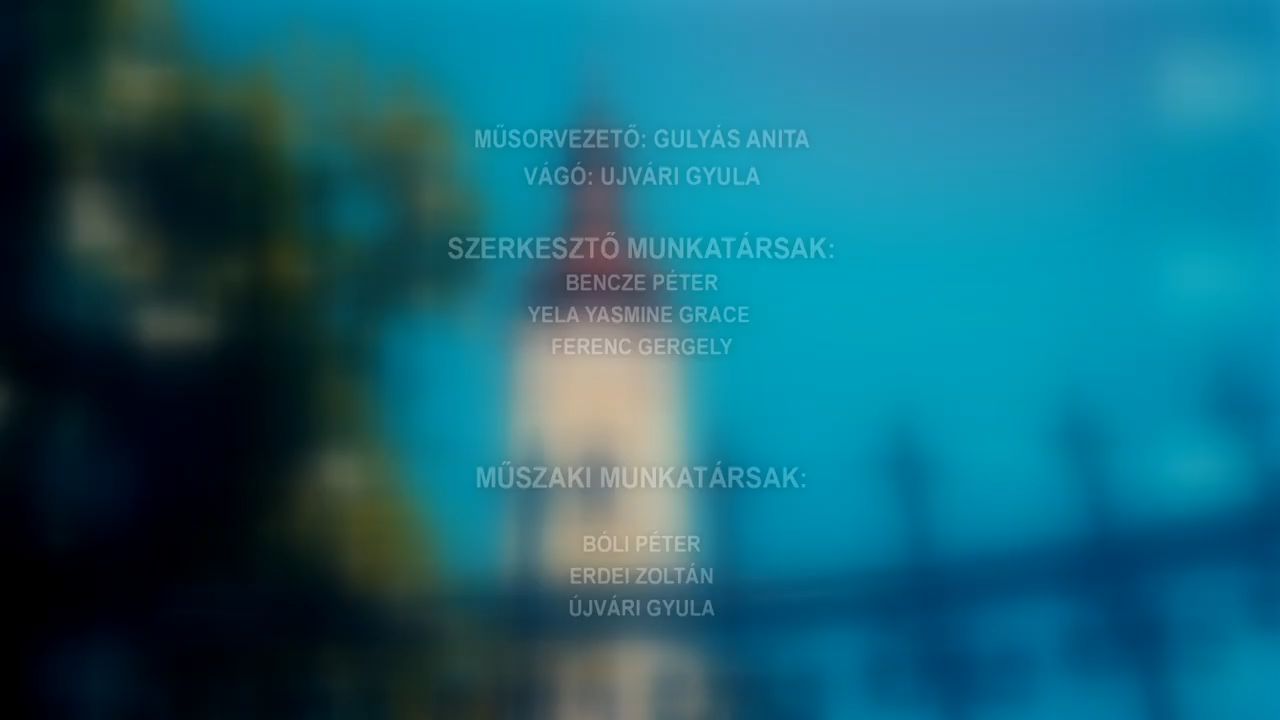 MŰSORVEZETŐ: GULYÁS ANITA
VÁGÓ: UJVÁRI GYULA
SZERKESZTŐ MUNKATÁRSAK:
BENCZE PÉTER
YELA YASMINE GRACE
FERENC GERGELY
MŰSZAKI MUNKATÁRSAK:
BÓLI PÉTER
ERDEI ZOLTÁN
ÚJVÁRI GYULA